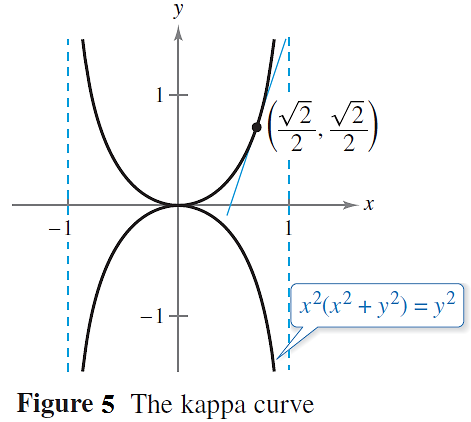 y
1
(√2/2, √2/2)
x
−1
1
−1
x²(x² + y²) = y²
Figure 5 The kappa curve